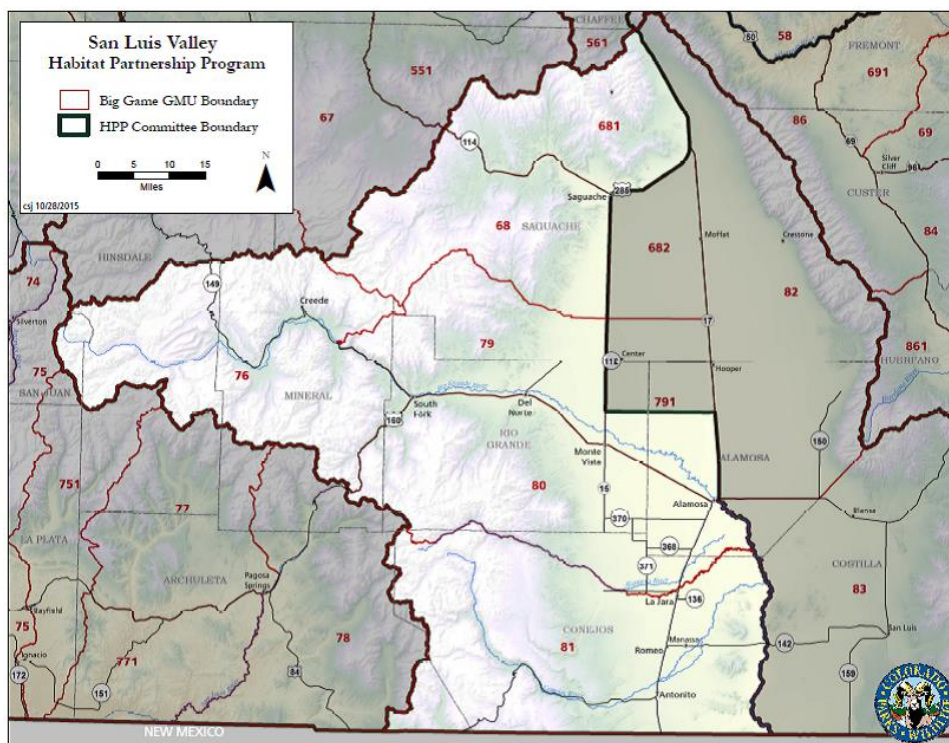 San Luis Valley
Habitat Partnership Program
Big Game GMU Boundary
HPP Committee Boundary
0 5 10 15
Miles
N
csj 10/28/2015
CHAFFEE
561
50
58
FREMONT
551
691
67
681
86
69
69
114
Silver Cliff
96
CUSTER
Saguache
285
68
SAGUACHE
682
Moffat
Crestone
84
HINSDALE
82
74
149
Silverton
Creede
17
79
861
112
Center
HUERFANO
75
76
Hooper
SAN JUAN
MINERAL
791
South Fork
Del Norte
160
RIO GRANDE
150
Monte Vista
ALAMOSA
751
80
15
Alamosa
77
370
Blanca
LA PLATA
368
371
COSTILLA
ARCHULETA
Pagosa Springs
83
La Jara
136
Bayfield
75
CONEJOS
San Luis
78
81
Manassa
142
Ignacio
Romeo
771
172
84
159
151
Antonito
NEW MEXICO
COLORADO
PARKS
WILDLIFE